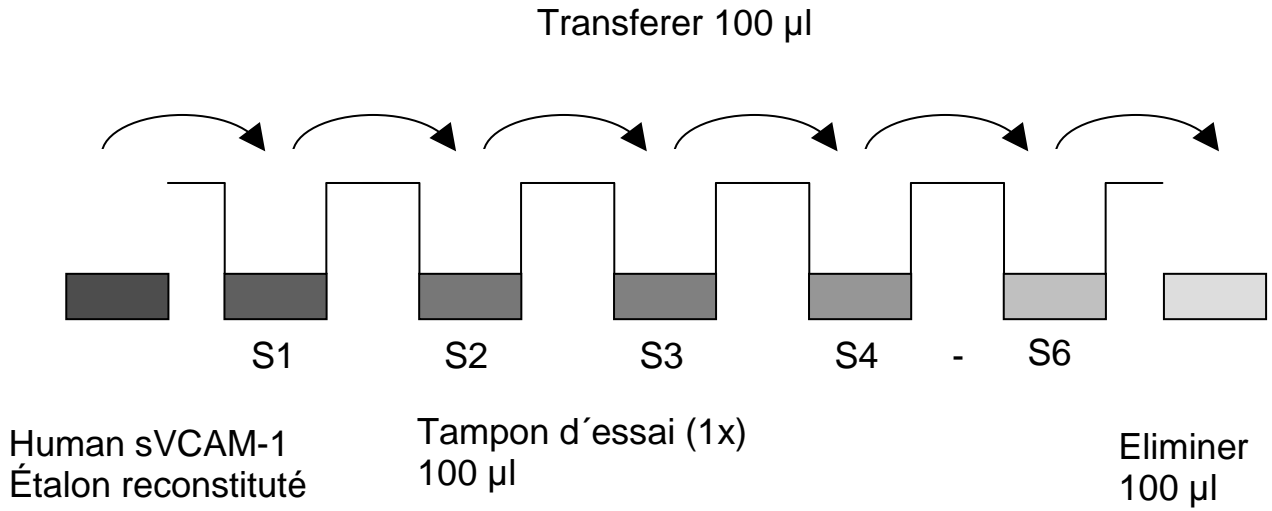 Transferer 100 µl
S1 S2 S3 S4 - S6
Human sVCAM-1
Étalon reconstitué
Tampon d´essai (1x)
100 µl
Eliminer
100 µl